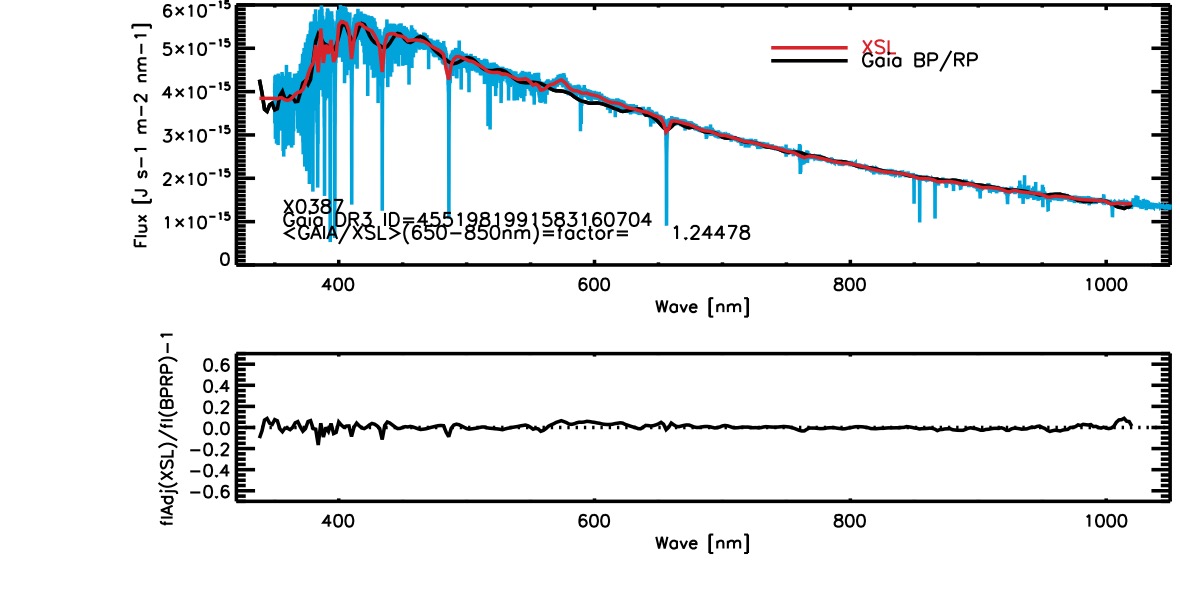 6×10−15
5×10−15
4×10−15
3×10−15
2×10−15
1×10−15
0
Flux [J s−1 m−2 nm−1]
XSL
Gaia BP/RP
X0387
Gaia DR3 ID=4551981991583160704
<GAIA/XSL>(650−850nm)=factor= 1.24478
400 600 800 1000
Wave [nm]
0.6
0.4
0.2
0.0
−0.2
−0.4
−0.6
flAdj(XSL)/fl(BPRP)−1
400 600 800 1000
Wave [nm]